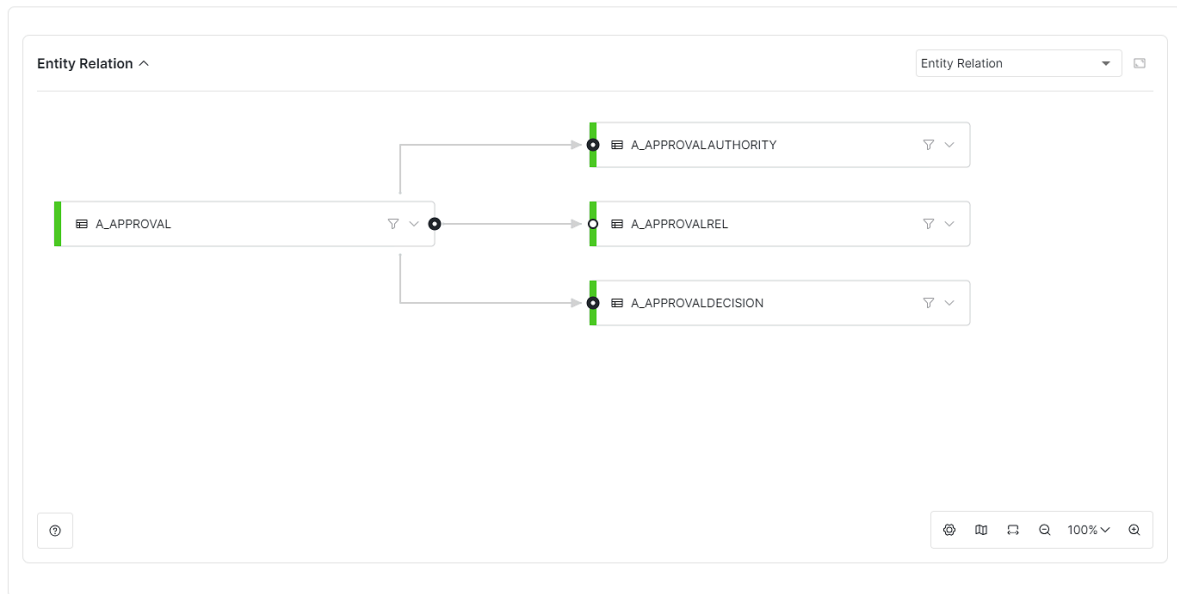 Entity Relation
Entity Relation
A_APPROVALAUTHORITY
A_APPROVAL
A_APPROVALREL
A_APPROVALDECISION
100%